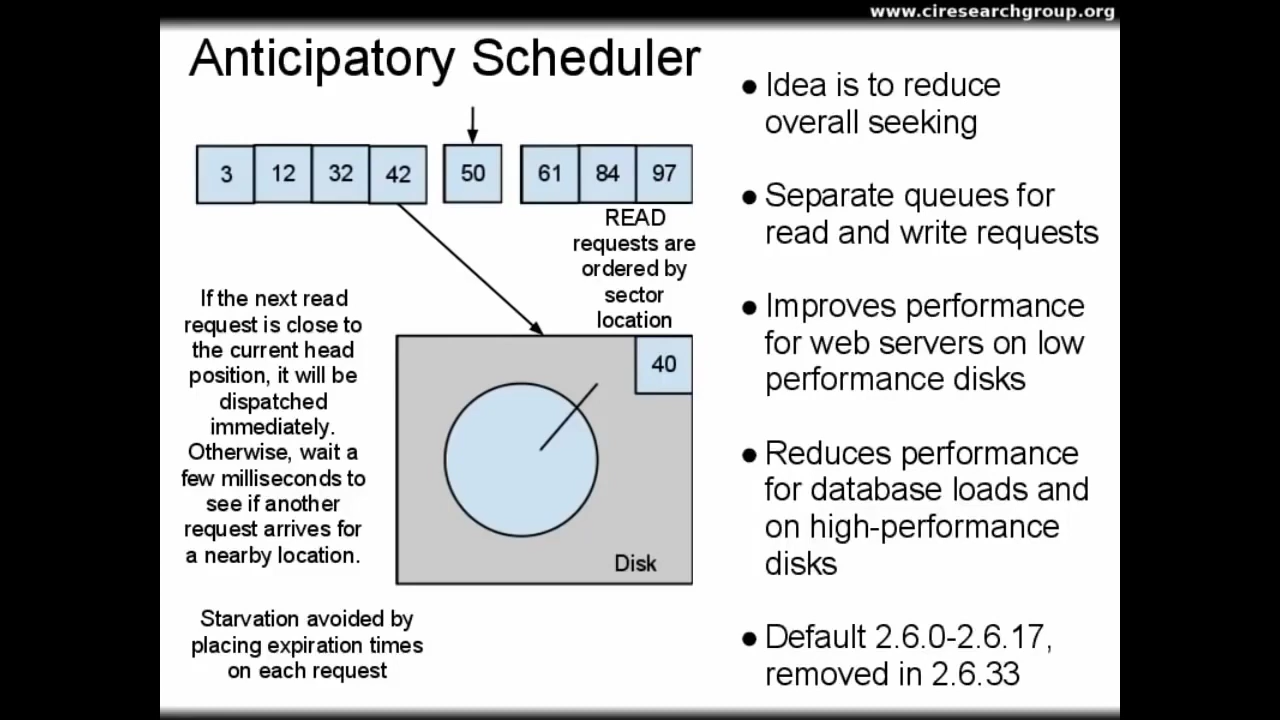 www.ciresearchgroup.org
Anticipatory Scheduler
3 12 32 42 50 61 84 97
READ
requests are
ordered by
sector
location
If the next read
request is close to
the current head
position, it will be
dispatched
immediately.
Otherwise, wait a
few milliseconds to
see if another
request arrives for
a nearby location.
40
Disk
Starvation avoided by
placing expiration times
on each request
● Idea is to reduce
overall seeking
● Separate queues for
read and write requests
● Improves performance
for web servers on low
performance disks
● Reduces performance
for database loads and
on high-performance
disks
● Default 2.6.0-2.6.17,
removed in 2.6.33